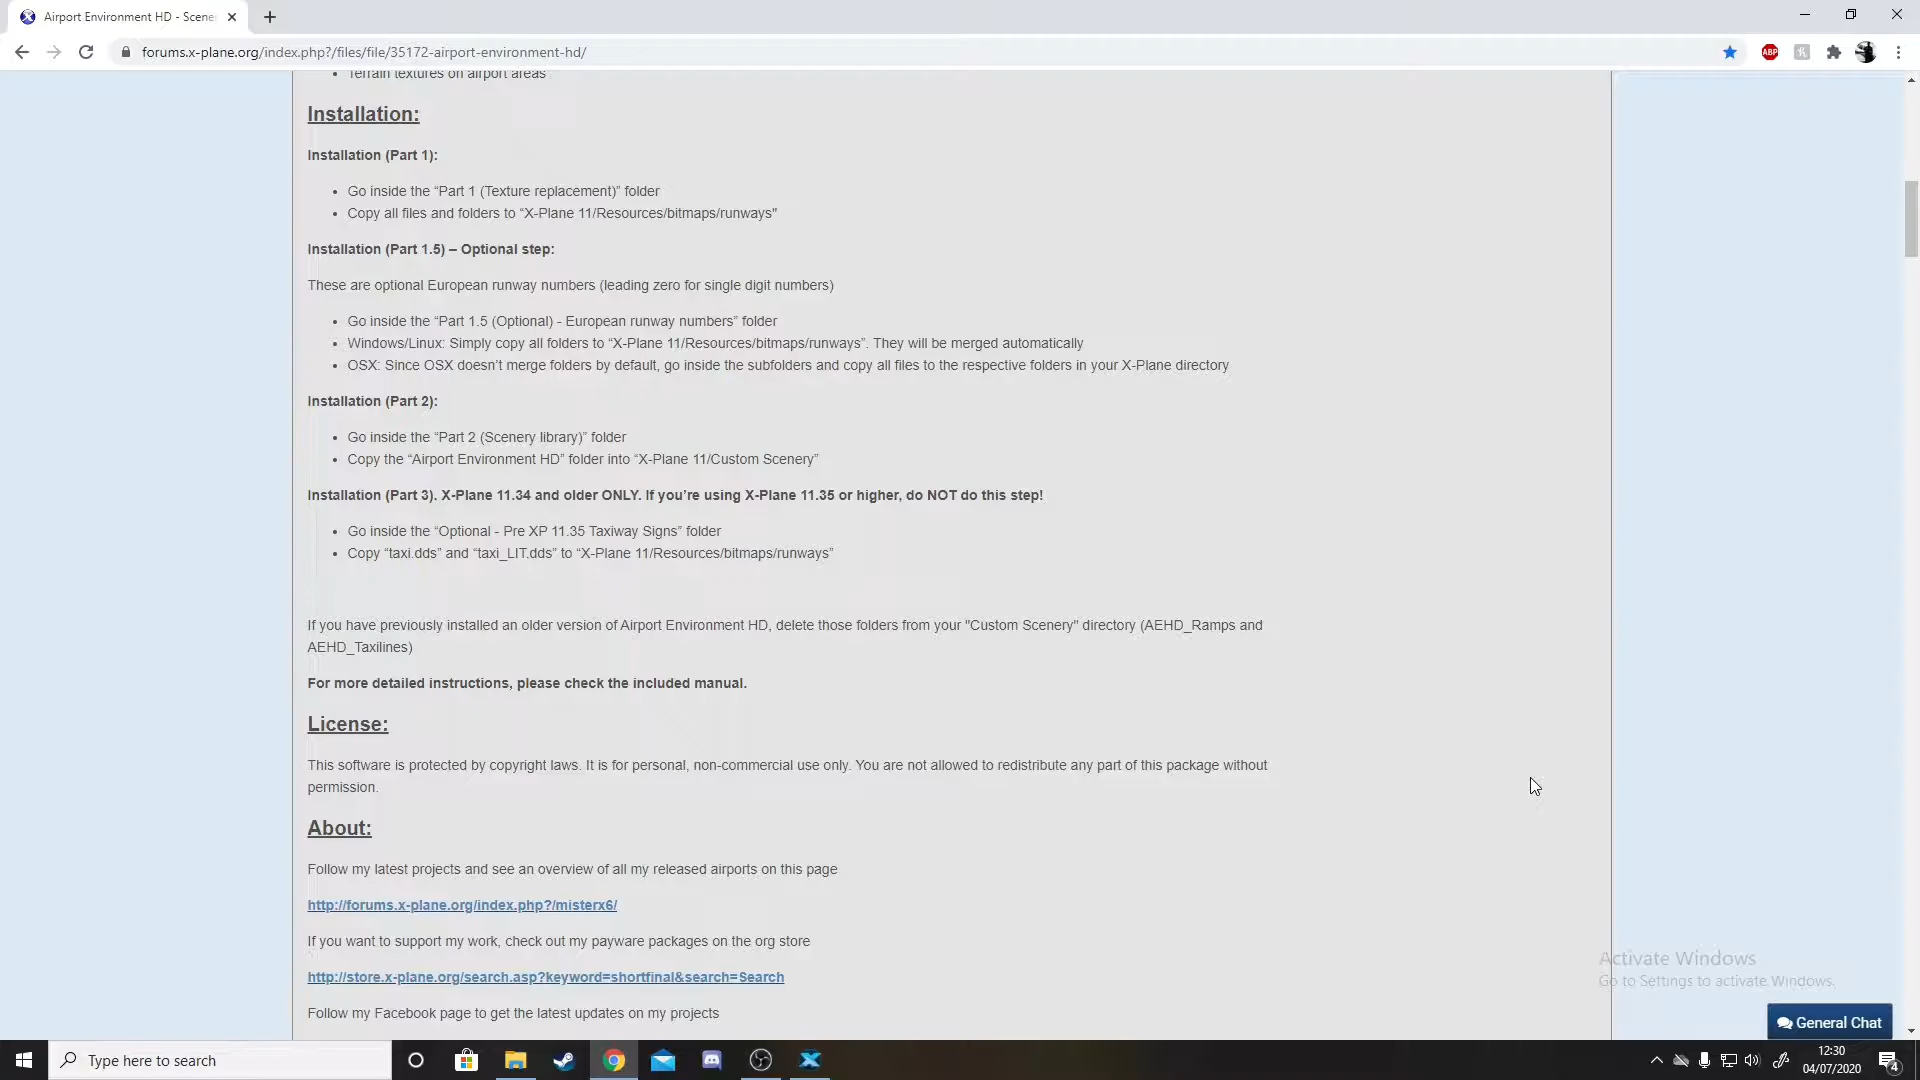 Airport Environment HD - Scene
forums.x-plane.org/index.php?/files/file/35172-airport-environment-hd/
ABP
Terrain textures on airport areas
Installation:
Installation (Part 1):
• Go inside the “Part 1 (Texture replacement)” folder
• Copy all files and folders to “X-Plane 11/Resources/bitmaps/runways"
Installation (Part 1.5) – Optional step:
These are optional European runway numbers (leading zero for single digit numbers)
• Go inside the “Part 1.5 (Optional) - European runway numbers” folder
• Windows/Linux: Simply copy all folders to “X-Plane 11/Resources/bitmaps/runways”. They will be merged automatically
• OSX: Since OSX doesn’t merge folders by default, go inside the subfolders and copy all files to the respective folders in your X-Plane directory
Installation (Part 2):
• Go inside the “Part 2 (Scenery library)” folder
• Copy the “Airport Environment HD” folder into “X-Plane 11/Custom Scenery”
Installation (Part 3). X-Plane 11.34 and older ONLY. If you’re using X-Plane 11.35 or higher, do NOT do this step!
• Go inside the “Optional - Pre XP 11.35 Taxiway Signs” folder
• Copy “taxi.dds” and “taxi_LIT.dds” to “X-Plane 11/Resources/bitmaps/runways”
If you have previously installed an older version of Airport Environment HD, delete those folders from your "Custom Scenery" directory (AEHD_Ramps and
AEHD_Taxilines)
For more detailed instructions, please check the included manual.
License:
This software is protected by copyright laws. It is for personal, non-commercial use only. You are not allowed to redistribute any part of this package without
permission.
About:
Follow my latest projects and see an overview of all my released airports on this page
http://forums.x-plane.org/index.php?/misterx6/
If you want to support my work, check out my payware packages on the org store
http://store.x-plane.org/search.asp?keyword=shortfinal&search=Search
Follow my Facebook page to get the latest updates on my projects
Activate Windows
Go to Settings to activate Windows.
General Chat
Type here to search
12:30
04/07/2020
4